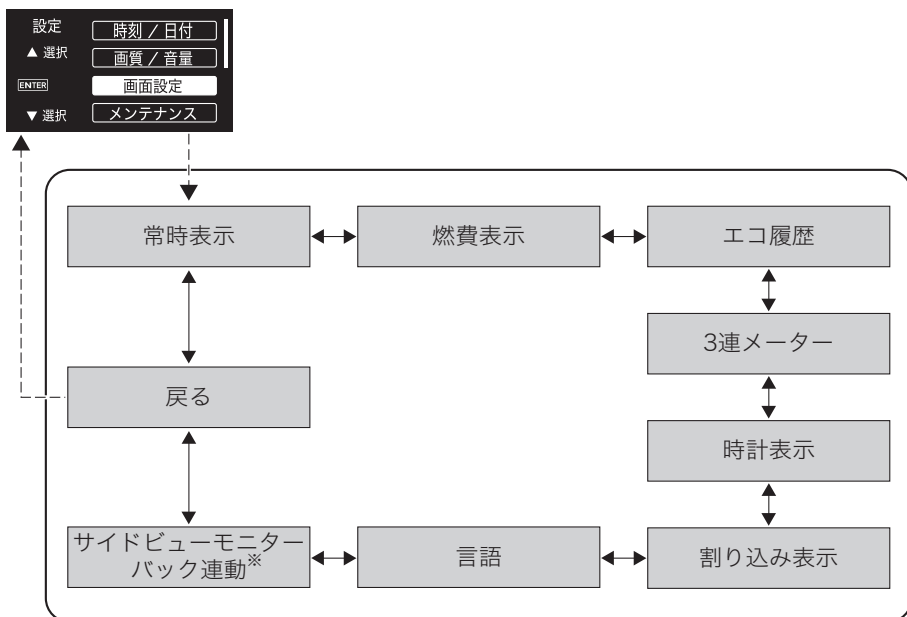 設定
▲ 選択
ENTER
▼ 選択
時刻 / 日付
画質 / 音量
画面設定
メンテナンス
常時表示
燃費表示
エコ履歴
3連メーター
戻る
時計表示
サイドビューモニター
バック連動※
言語
割り込み表示